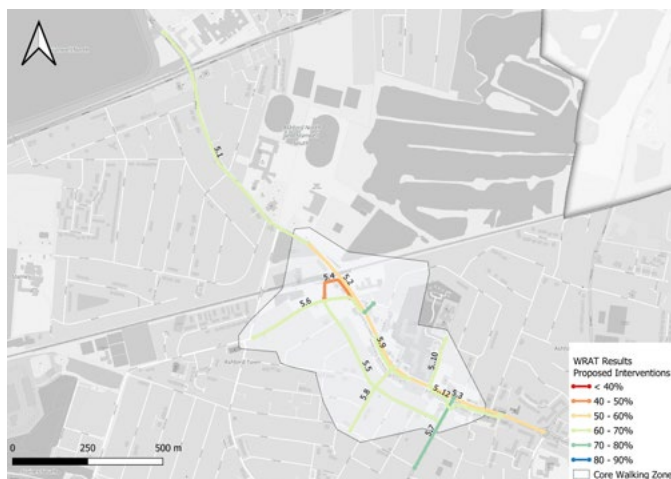 5.1
5.4
5.2
5.6
5.9
5.5
5..10
5.8
5..12
5.3
5.7
WRAT Results
Proposed Interventions
< 40%
40 - 50%
50 - 60%
60 - 70%
70 - 80%
80 - 90%
Core Walking Zone
0 250 500 m